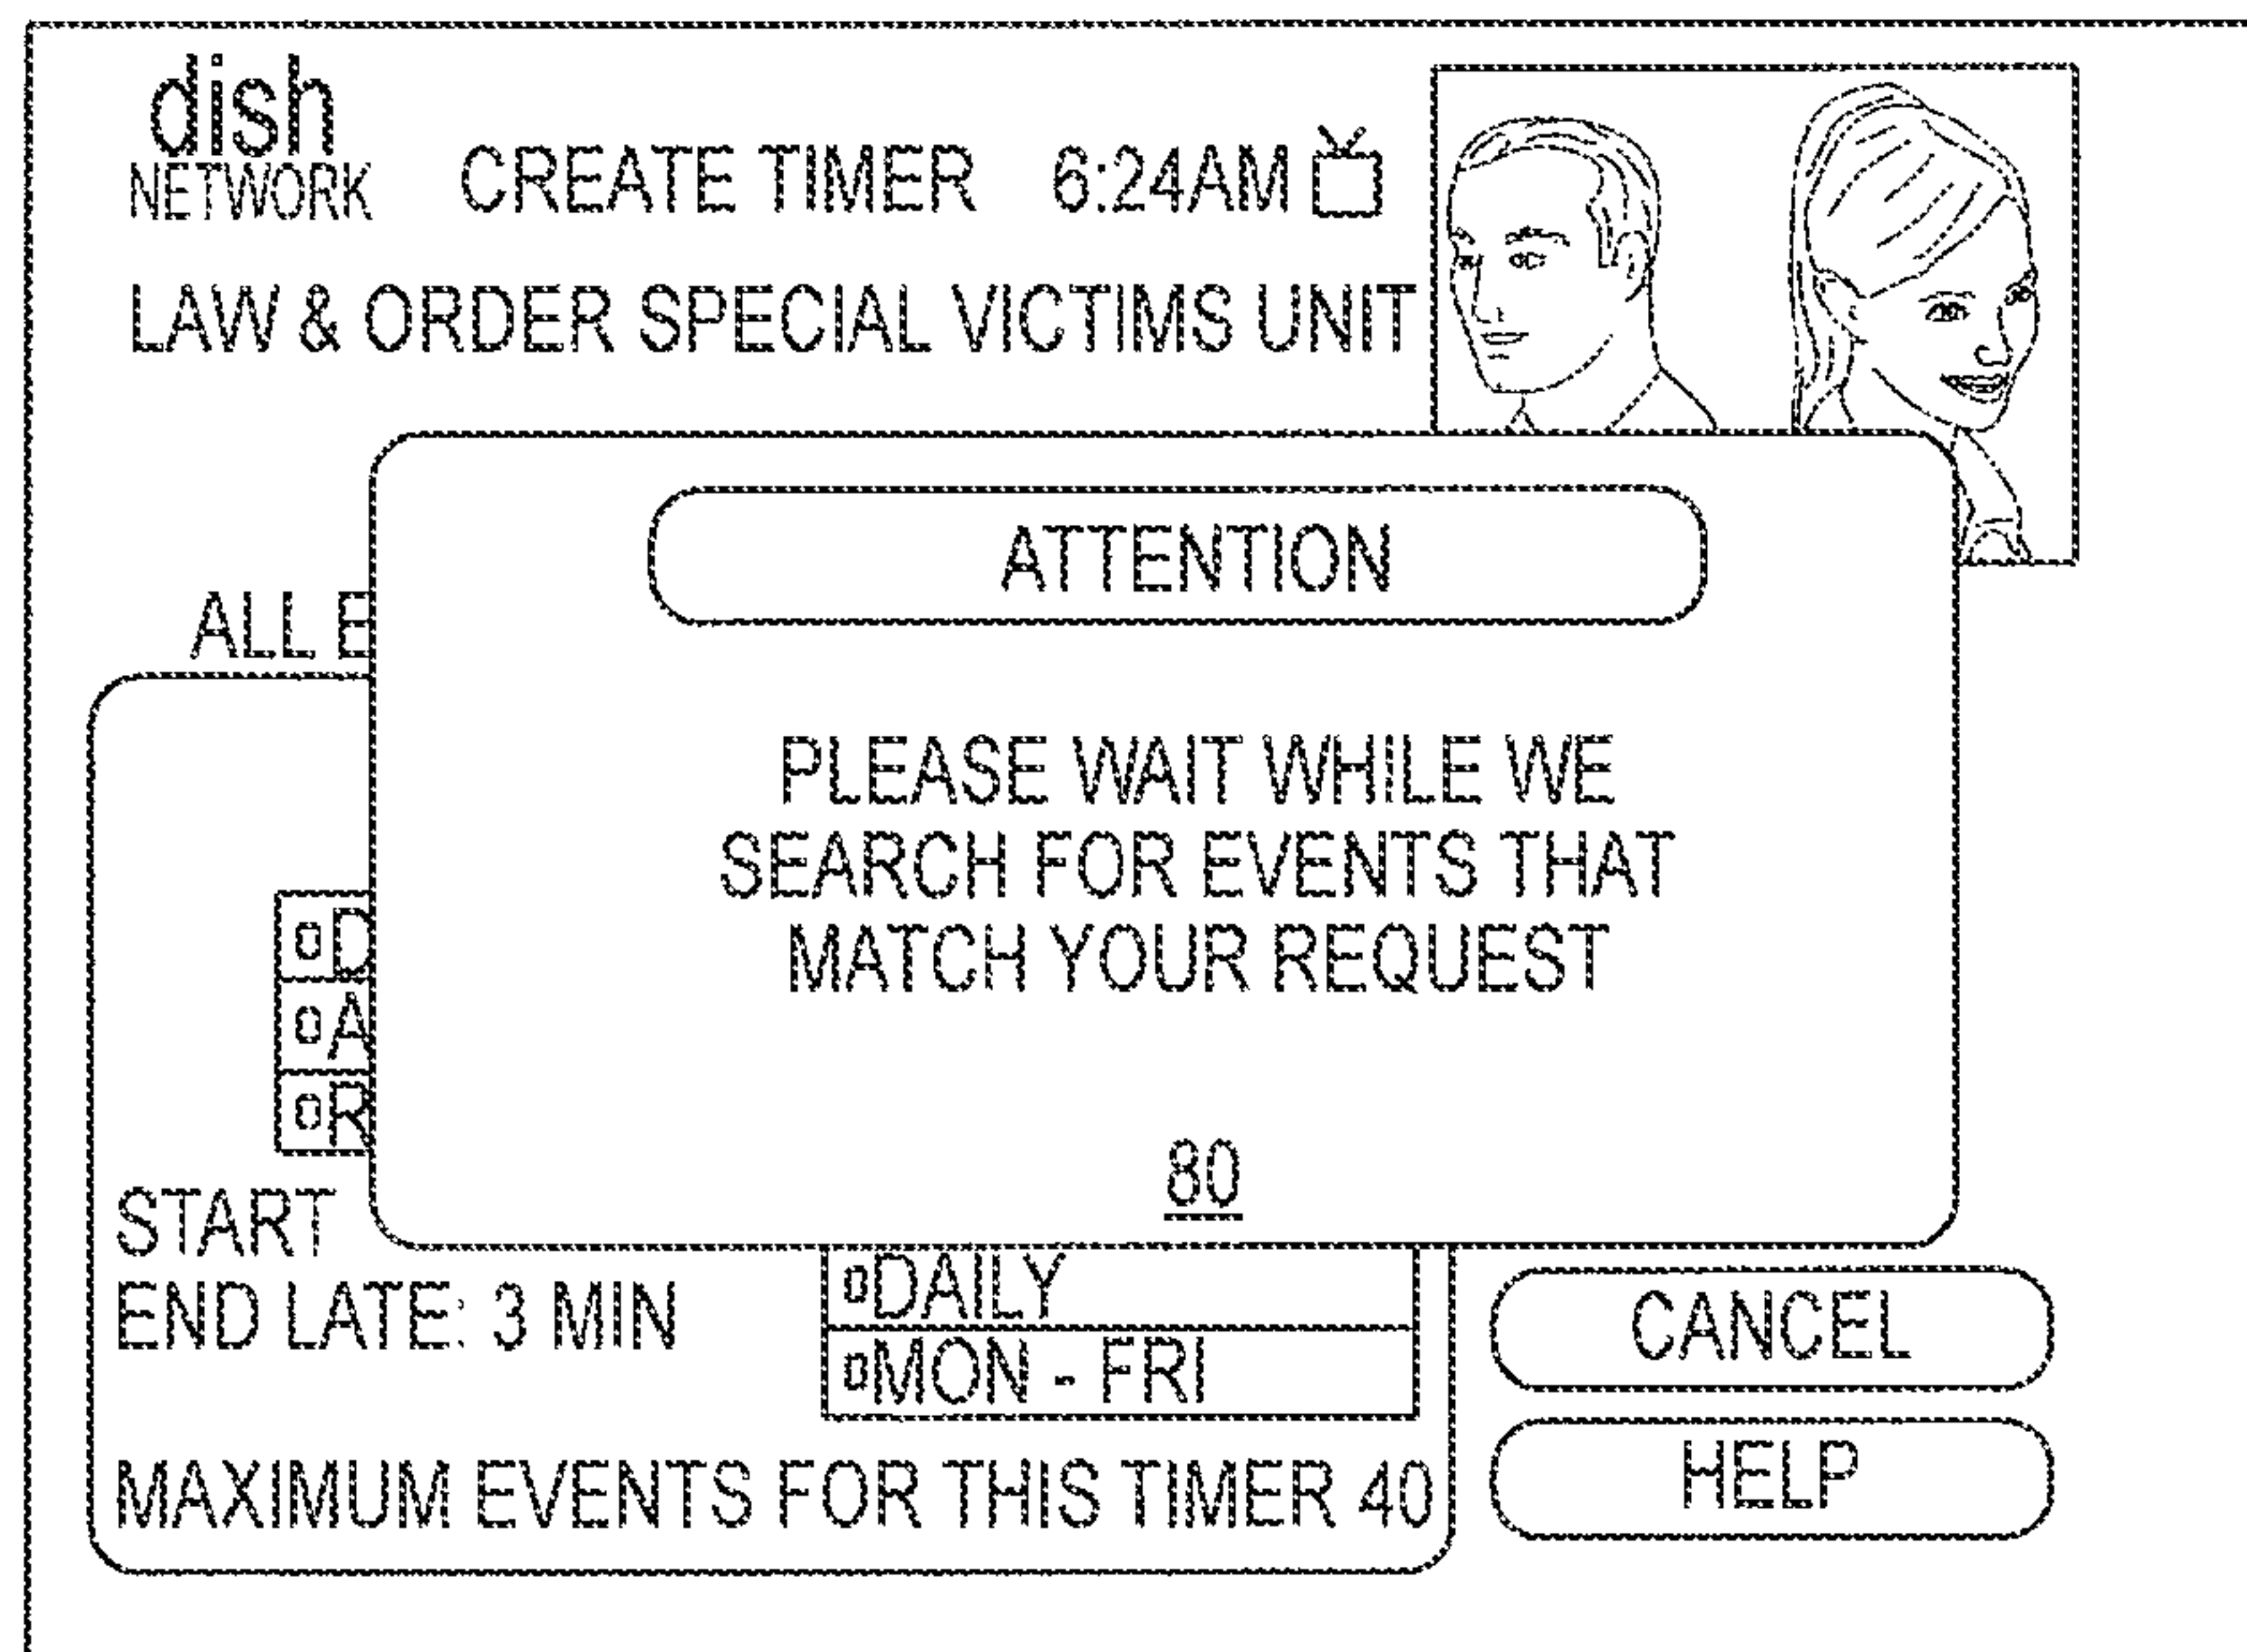 dish
NETWORK CREATE TIMER 6:24AM
LAW & ORDER SPECIAL VICTIMS UNIT
ATTENTION
ALL E
PLEASE WAIT WHILE WE
SEARCH FOR EVENTS THAT
MATCH YOUR REQUEST
D
A
R
80
START
DAILY
END LATE: 3 MIN
CANCEL
MON - FRI
HELP
MAXIMUM EVENTS FOR THIS TIMER 40